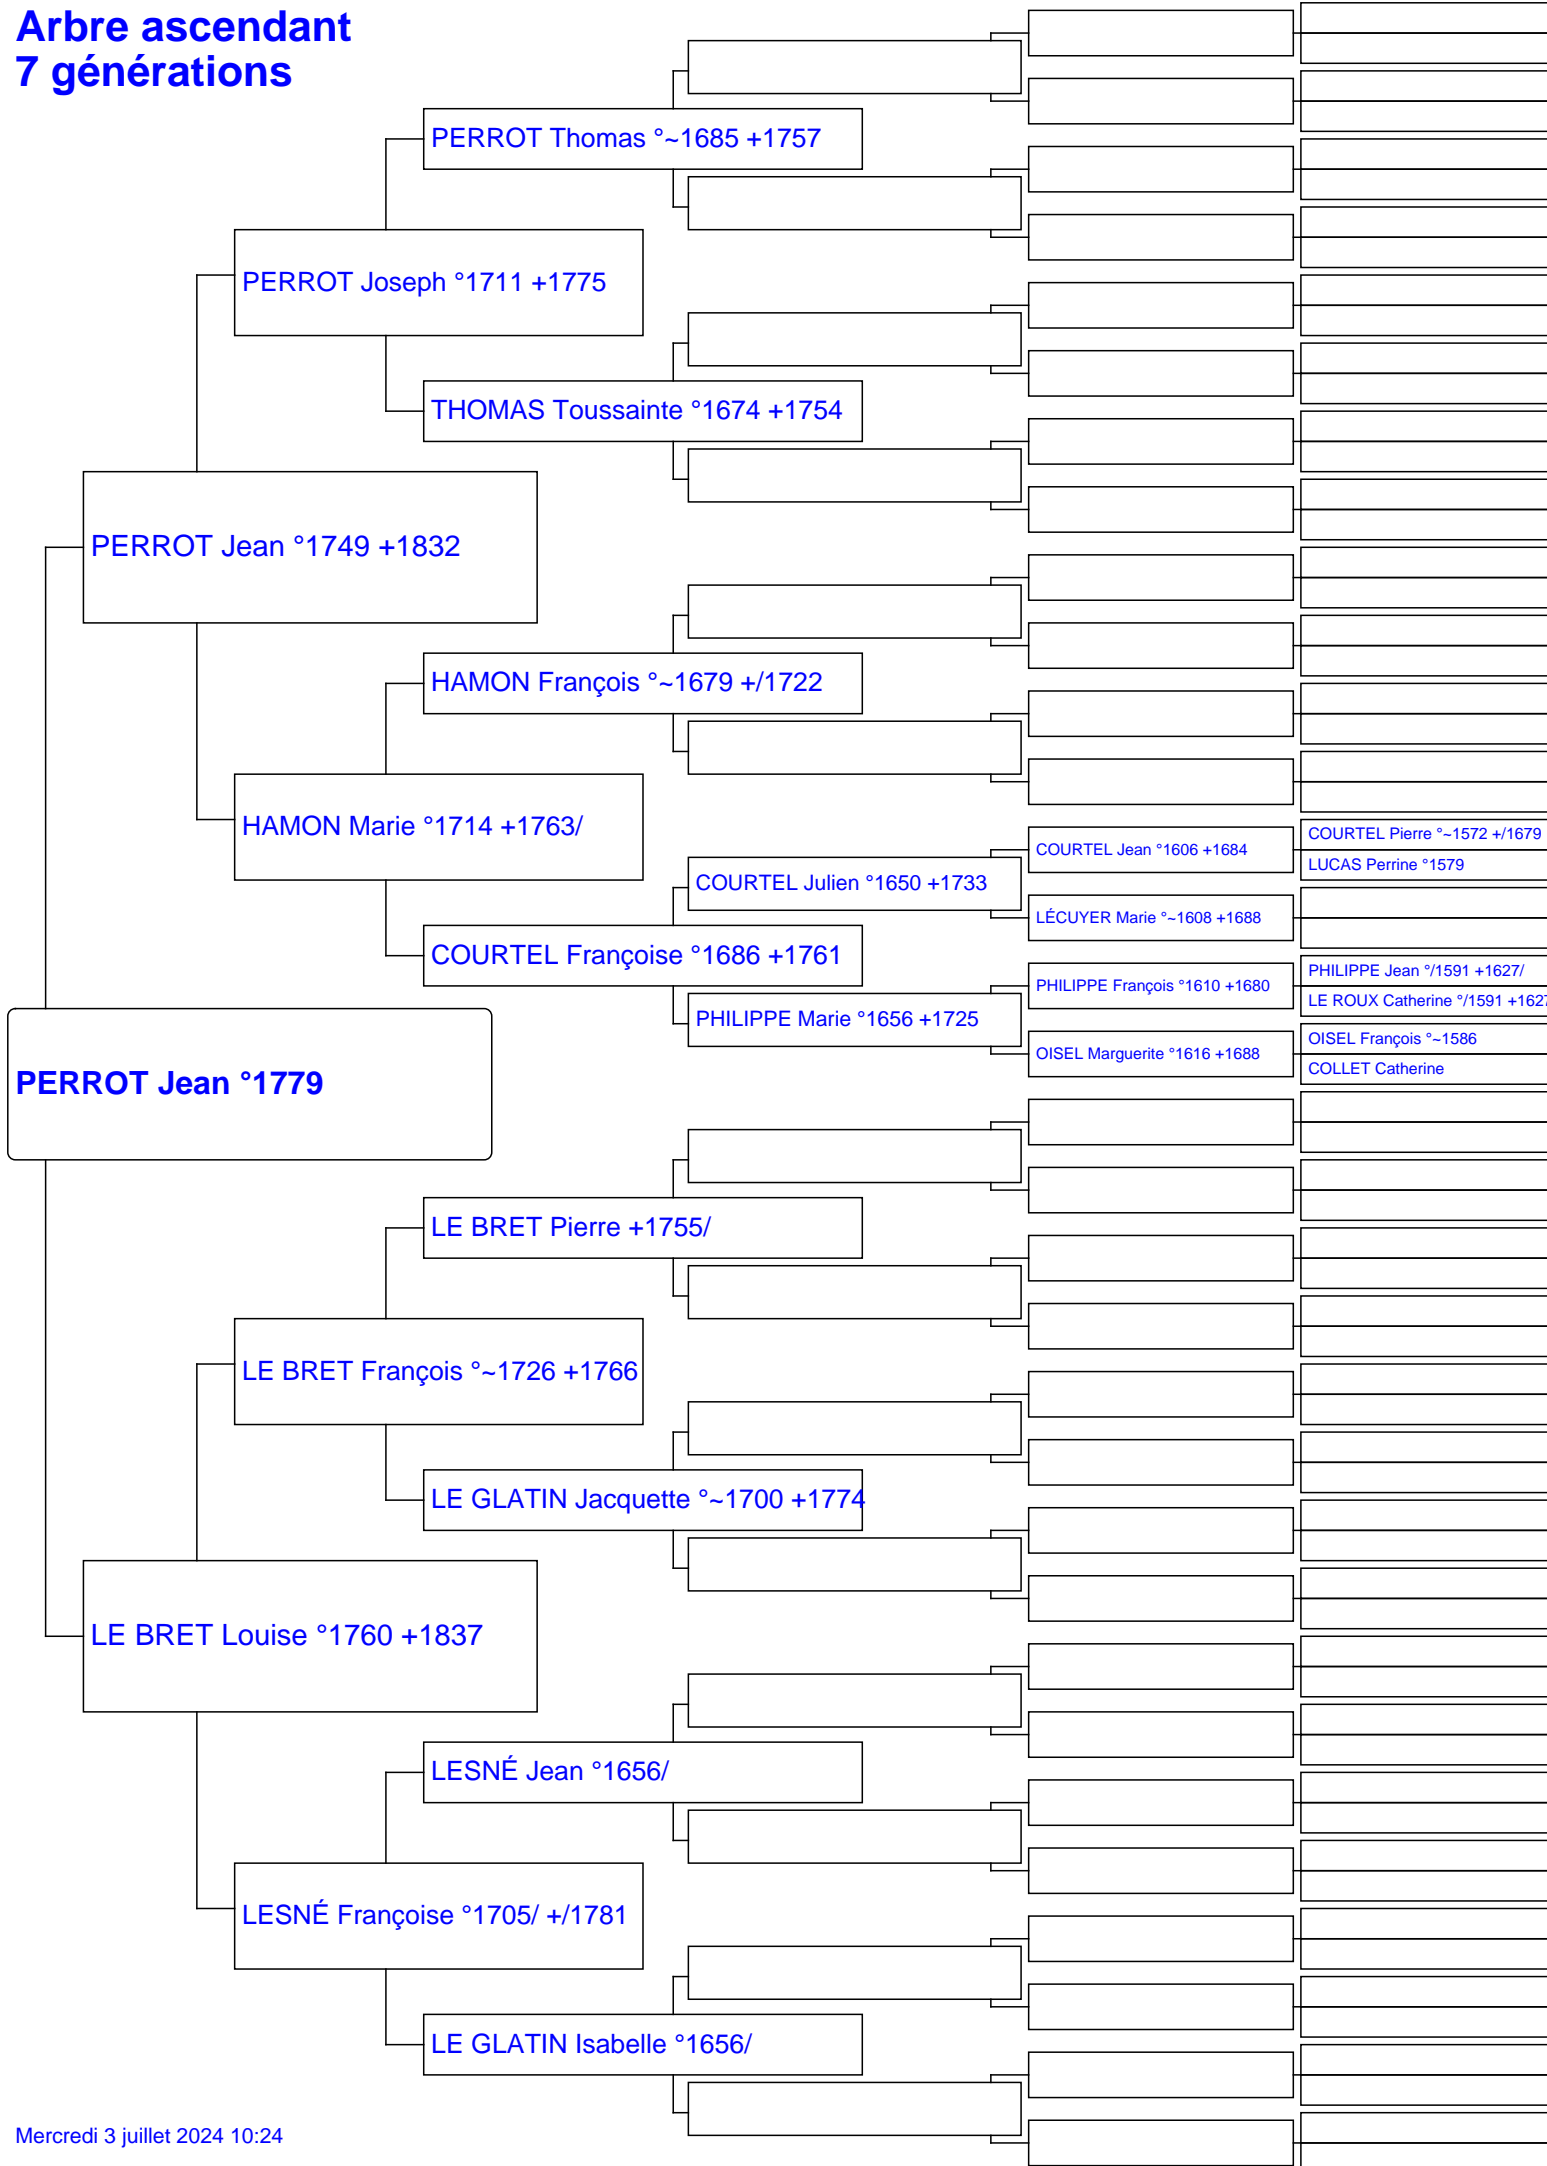 Arbre ascendant
7 générations
PERROT Thomas °~1685 +1757
PERROT Joseph °1711 +1775
THOMAS Toussainte °1674 +1754
PERROT Jean °1749 +1832
HAMON François °~1679 +/1722
HAMON Marie °1714 +1763/
COURTEL Pierre °~1572 +/1679
COURTEL Jean °1606 +1684
LUCAS Perrine °1579
COURTEL Julien °1650 +1733
LÉCUYER Marie °~1608 +1688
COURTEL Françoise °1686 +1761
PHILIPPE Jean °/1591 +1627/
PHILIPPE François °1610 +1680
LE ROUX Catherine °/1591 +1627
PHILIPPE Marie °1656 +1725
OISEL François °~1586
OISEL Marguerite °1616 +1688
COLLET Catherine
PERROT Jean °1779
LE BRET Pierre +1755/
LE BRET François °~1726 +1766
LE GLATIN Jacquette °~1700 +1774
LE BRET Louise °1760 +1837
LESNÉ Jean °1656/
LESNÉ Françoise °1705/ +/1781
LE GLATIN Isabelle °1656/
Mercredi 3 juillet 2024 10:24